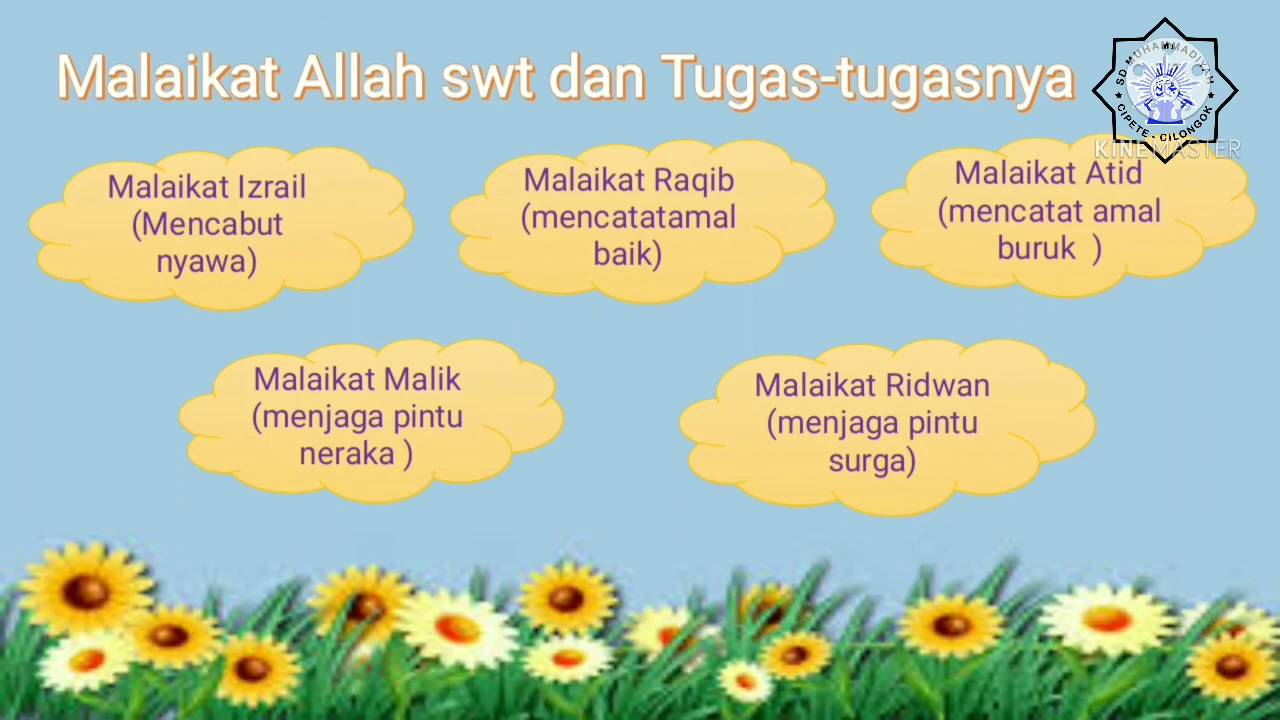 Malaikat Allah swt dan Tugas-tugasnya
SD MUHAMMADIYAH
CIPETE - CILONGOK
KINEMASTER
Malaikat Izrail
(Mencabut
nyawa)
Malaikat Raqib
(mencatatamal
baik)
Malaikat Atid
(mencatat amal
buruk )
Malaikat Malik
(menjaga pintu
neraka )
Malaikat Ridwan
(menjaga pintu
surga)